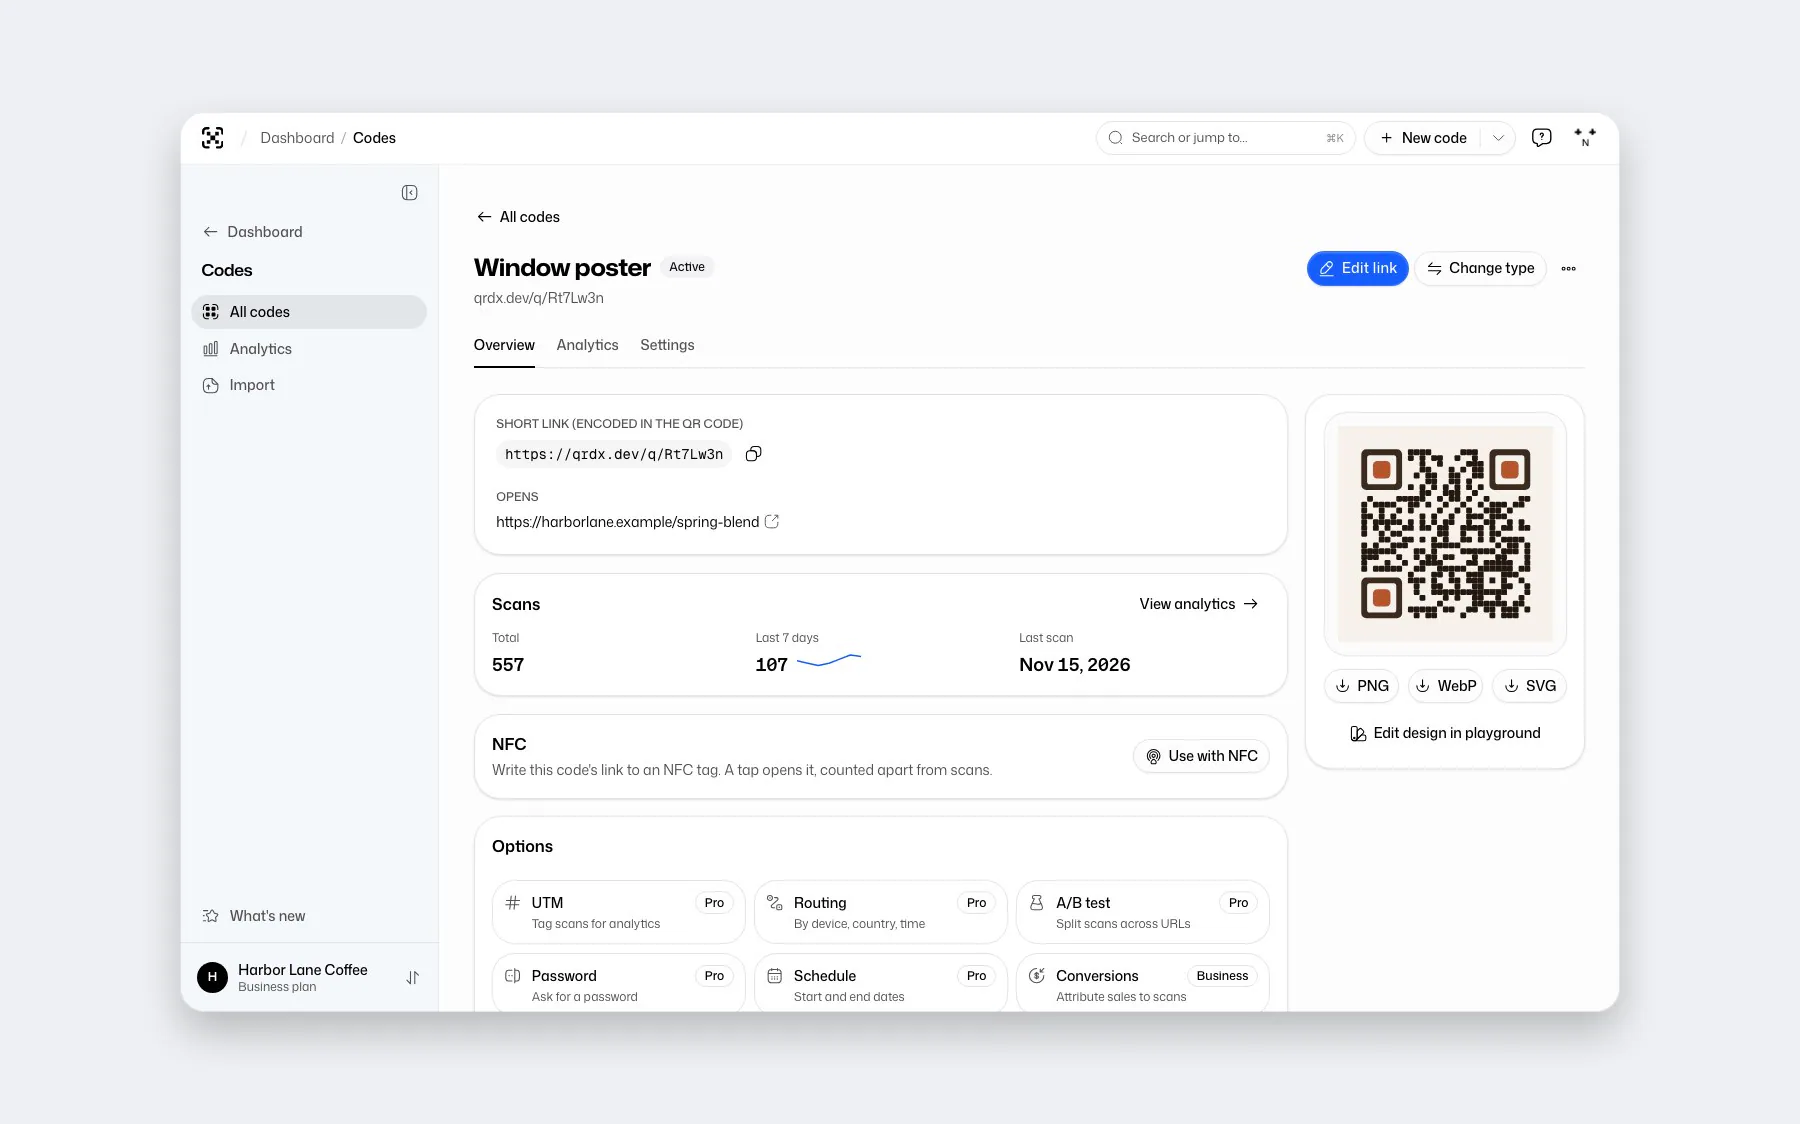 Dashboard / Codes
Search or jump to...
⌘K
New code
N
Dashboard
Codes
All codes
Analytics
Import
What's new
H
Harbor Lane Coffee
Business plan
All codes
Window poster
Active
Edit link
Change type
qrdx.dev/q/Rt7Lw3n
Overview
Analytics
Settings
SHORT LINK (ENCODED IN THE QR CODE)
https://qrdx.dev/q/Rt7Lw3n
OPENS
https://harborlane.example/spring-blend
Scans
View analytics
Total
557
Last 7 days
107
Last scan
Nov 15, 2026
NFC
Write this code's link to an NFC tag. A tap opens it, counted apart from scans.
Use with NFC
Options
UTM
Pro
Tag scans for analytics
Routing
Pro
By device, country, time
A/B test
Pro
Split scans across URLs
Password
Pro
Ask for a password
Schedule
Pro
Start and end dates
Conversions
Business
Attribute sales to scans
PNG
WebP
SVG
Edit design in playground